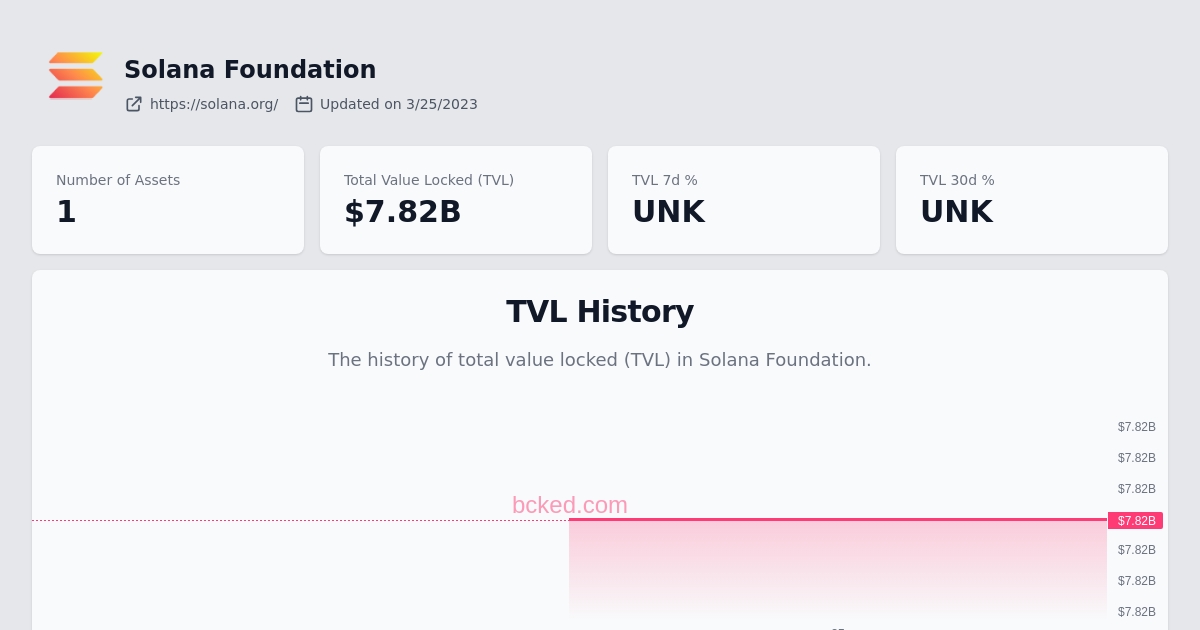 Solana Foundation
https://solana.org/ Updated on 3/25/2023
Number of Assets
1
Total Value Locked (TVL)
$7.82B
TVL 7d %
UNK
TVL 30d %
UNK
TVL History
The history of total value locked (TVL) in Solana Foundation.
$7.82B
$7.82B
$7.82B
bcked.com
$7.82B
$7.82B
$7.82B
$7.82B